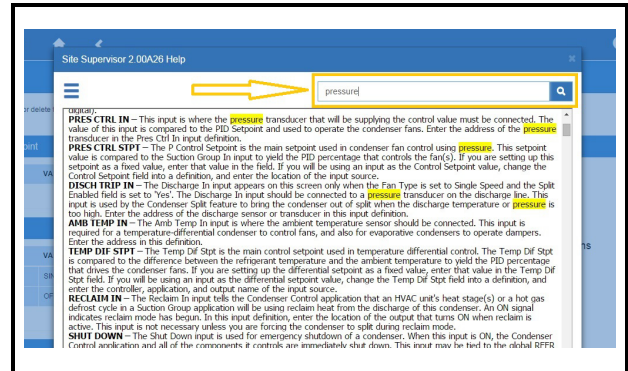 Site Supervisor 2.00A26 Help
pressure
or delete
digital).
PRES CTRL IN – This input is where the pressure transducer that will be supplying the control value must be connected. The
value of this input is compared to the PID Setpoint and used to operate the condenser fans. Enter the address of the pressure
transducer in the Pres Ctrl In input definition.
PRES CTRL STPT – The P Control Setpoint is the main setpoint used in condenser fan control using pressure. This setpoint
value is compared to the Suction Group In input to yield the PID percentage that controls the fan(s). If you are setting up this
setpoint as a fixed value, enter that value in the field. If you will be using an input as the Control Setpoint value, change the
Control Setpoint field into a definition, and enter the location of the input source.
DISCH TRIP IN – The Discharge In input appears on this screen only when the Fan Type is set to Single Speed and the Split
Enabled field is set to 'Yes'. The Discharge In input should be connected to a pressure transducer on the discharge line. This
input is used by the Condenser Split feature to bring the condenser out of split when the discharge temperature or pressure is
too high. Enter the address of the discharge sensor or transducer in this input definition.
AMB TEMP IN – The Amb Temp In input is where the ambient temperature sensor should be connected. This input is
required for a temperature-differential condenser to control fans, and also for evaporative condensers to operate dampers.
Enter the address in this definition.
TEMP DIF STPT – The Temp Dif Stpt is the main control setpoint used in temperature differential control. The Temp Dif Stpt
is compared to the difference between the refrigerant temperature and the ambient temperature to yield the PID percentage
that drives the condenser fans. If you are setting up the differential setpoint as a fixed value, enter that value in the Temp Dif
Stpt field. If you will be using an input as the differential setpoint value, change the Temp Dif Stpt field into a definition, and
enter the controller, application, and output name of the input source.
RECLAIM IN – The Reclaim In input tells the Condenser Control application that an HVAC unit's heat stage(s) or a hot gas
defrost cycle in a Suction Group application will be using reclaim heat from the discharge of this condenser. An ON signal
indicates reclaim mode has begun. In this input definition, enter the location of the output that turns ON when reclaim is
active. This input is not necessary unless you are forcing the condenser to split during reclaim mode.
SHUT DOWN – The Shut Down input is used for emergency shutdown of a condenser. When this input is ON, the Condenser
Control application and all of the components it controls are immediately shut down. This input may be tied to the global RFER